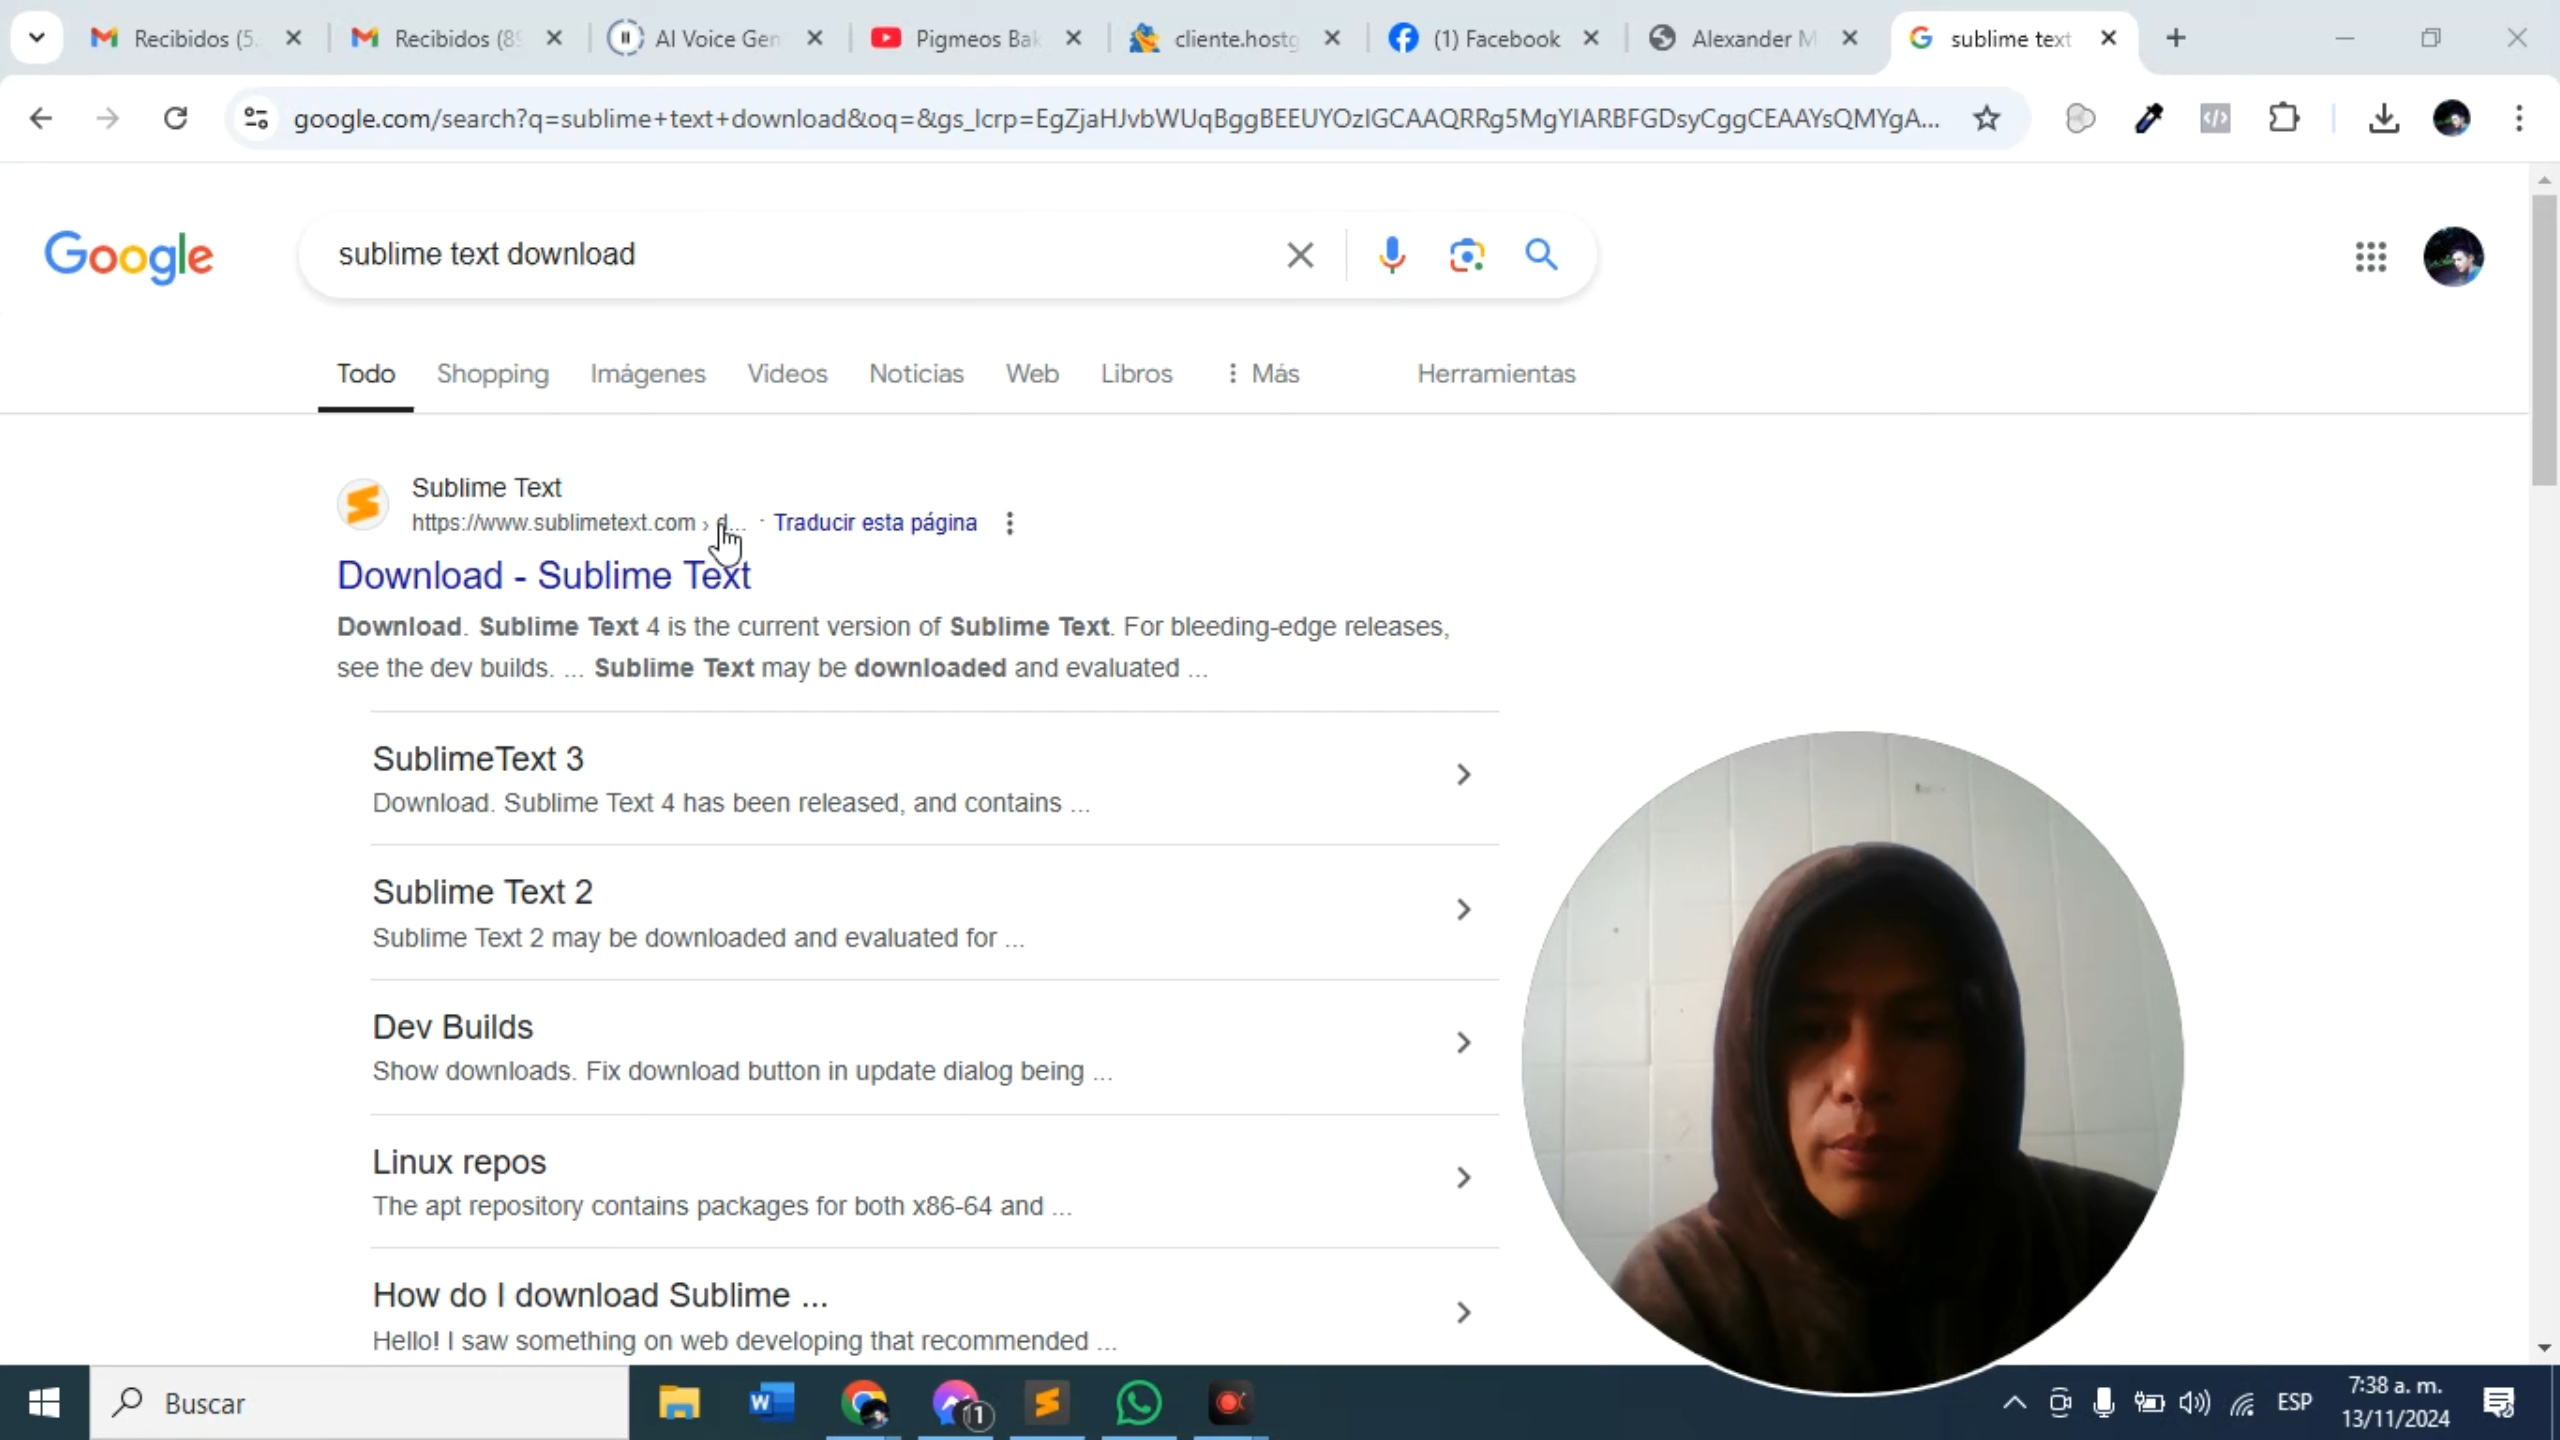 Recibidos (5.
Recibidos (89
AI Voice Gen
Pigmeos Bak
cliente.hostg
(1) Facebook
Alexander M
sublime text
google.com/search?q=sublime+text+download&oq=&gs_lcrp=EgZjaHJvbWUqBggBEEUYOzIGCAAQRRg5MgYIARBFGDsyCggCEAAYsQMYgA...
Google
sublime text download
Todo
Shopping
Imágenes
Videos
Noticias
Web
Libros
Más
Herramientas
Sublime Text
https://www.sublimetext.com › d... · Traducir esta página
Download - Sublime Text
Download. Sublime Text 4 is the current version of Sublime Text. For bleeding-edge releases,
see the dev builds. ... Sublime Text may be downloaded and evaluated ...
SublimeText 3
Download. Sublime Text 4 has been released, and contains ...
Sublime Text 2
Sublime Text 2 may be downloaded and evaluated for ...
Dev Builds
Show downloads. Fix download button in update dialog being ...
Linux repos
The apt repository contains packages for both x86-64 and ...
How do I download Sublime ...
Hello! I saw something on web developing that recommended ...
Buscar
W
1
ESP
7:38 a. m.
13/11/2024